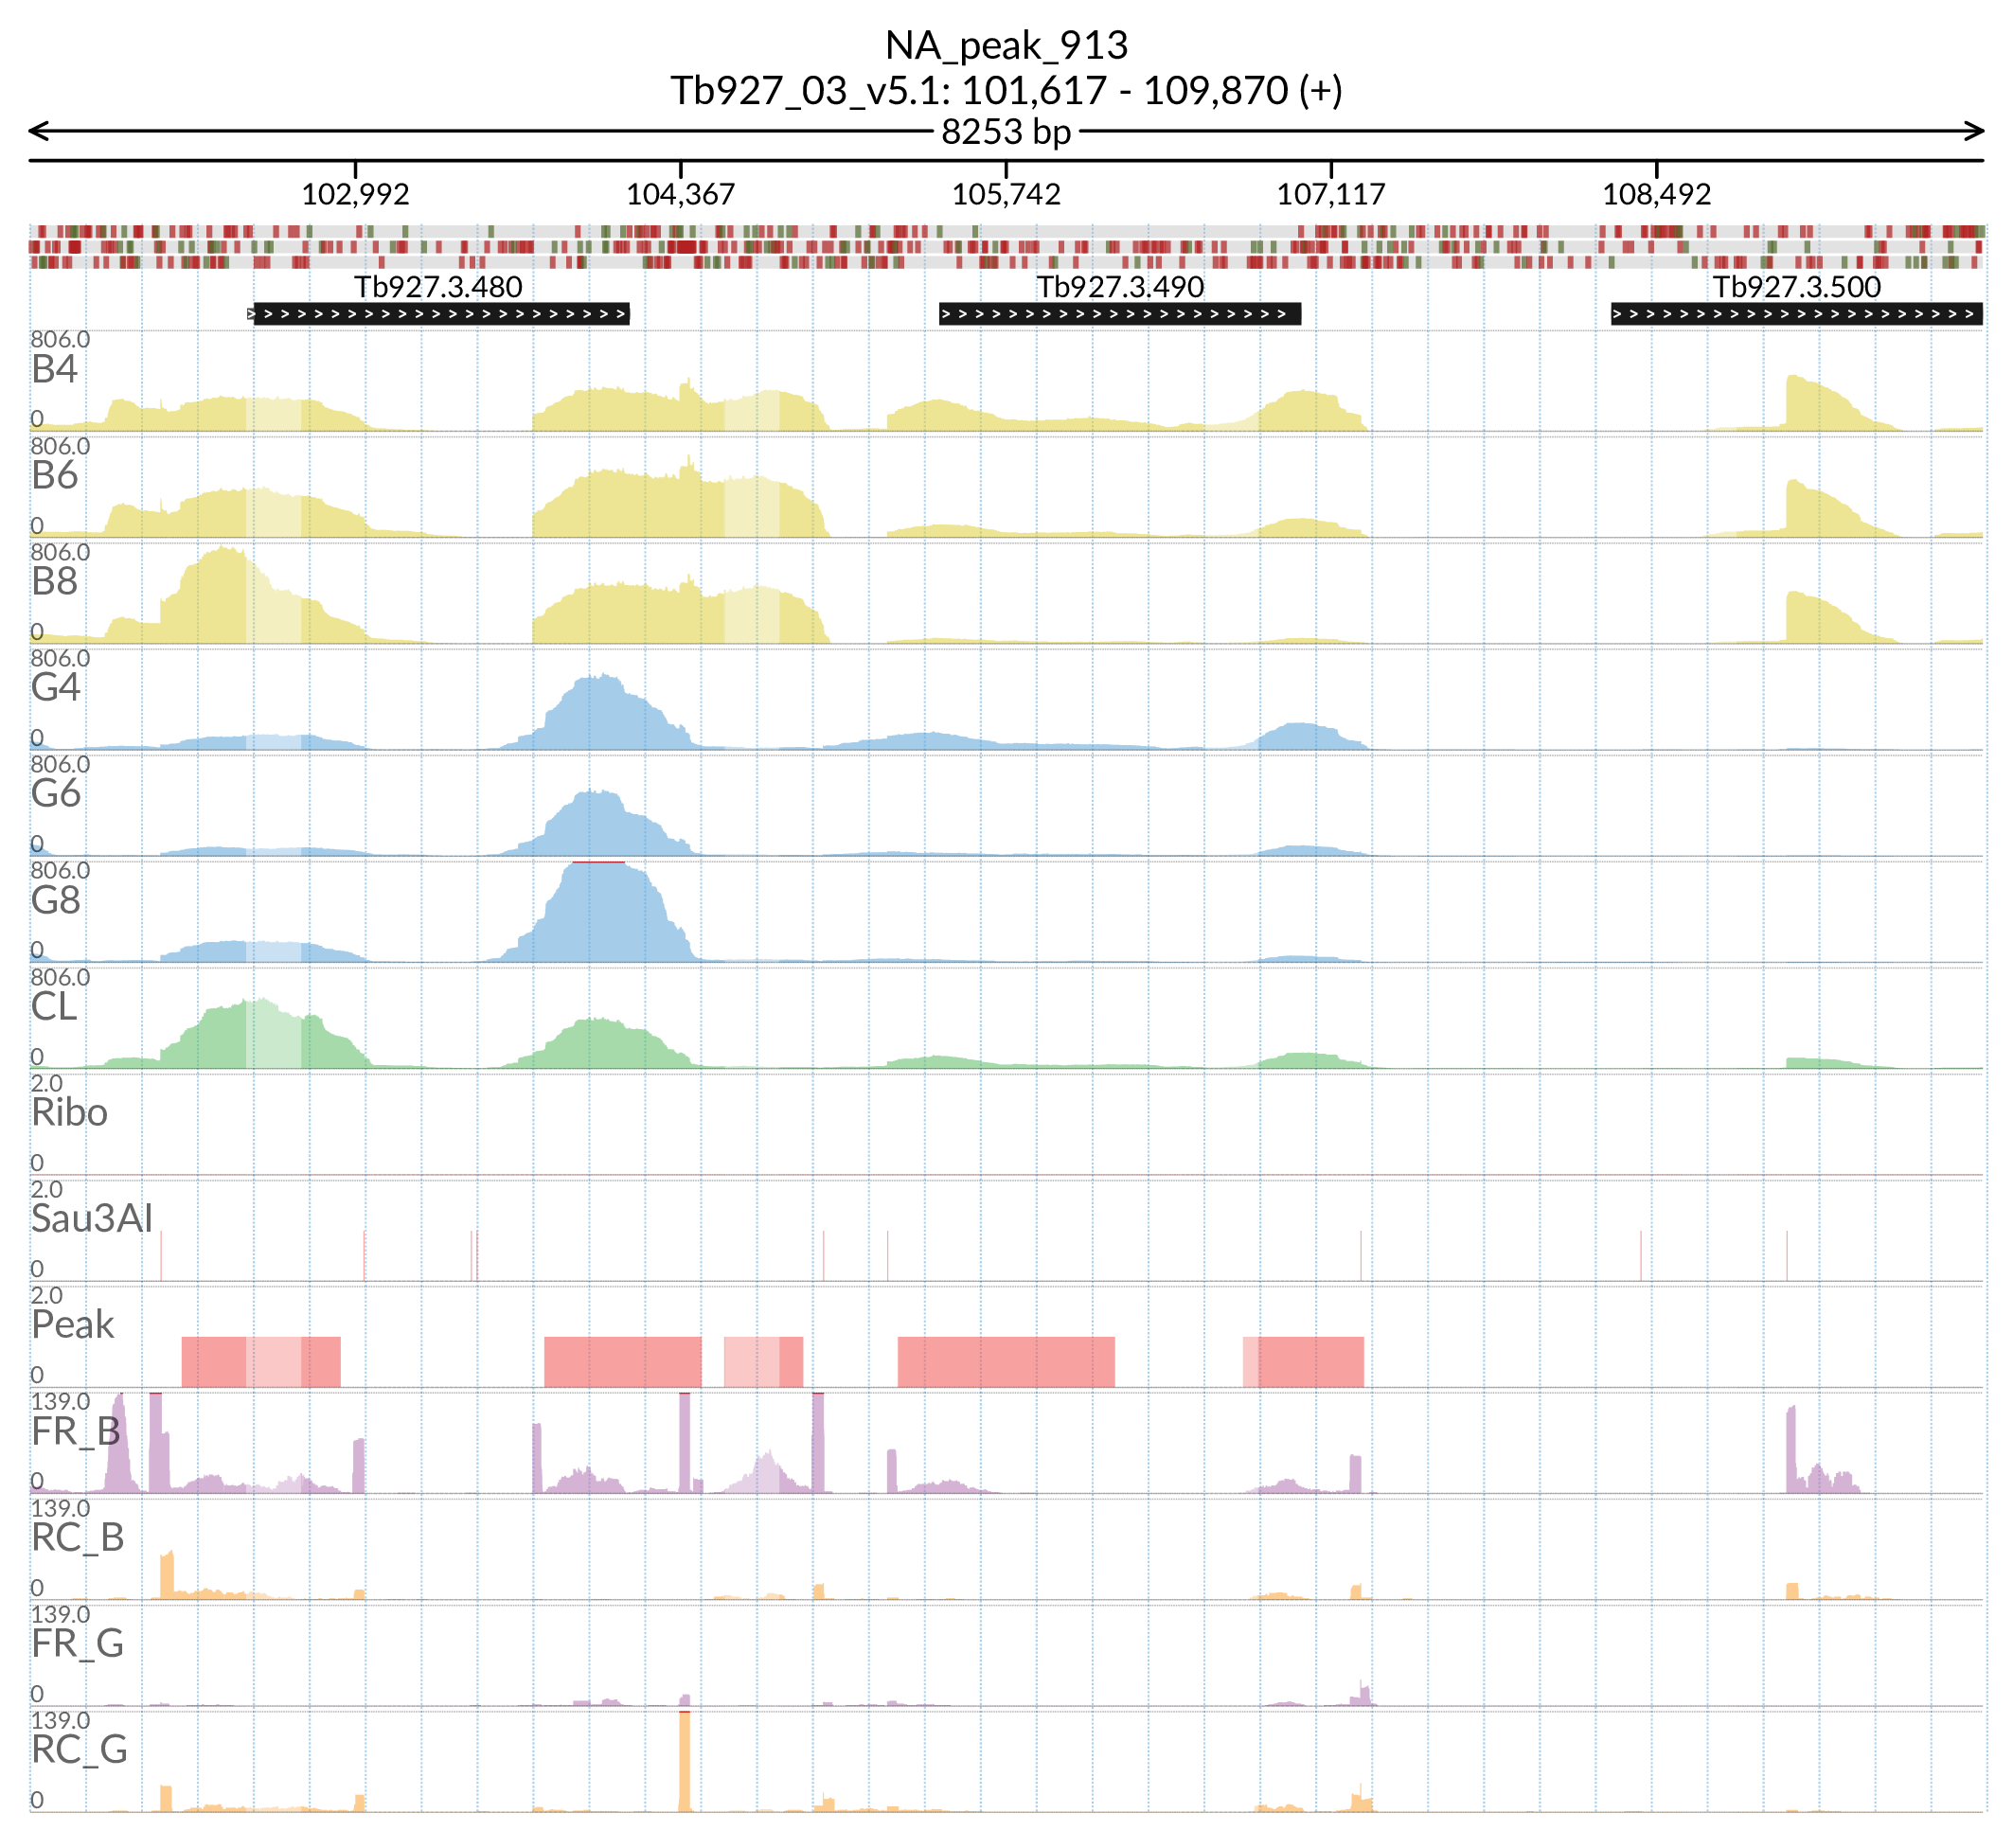 NA_peak_913
Tb927_03_v5.1: 101,617 - 109,870 (+)
8253 bp
102,992 104,367 105,742 107,117 108,492
Tb927.3.480 Tb927.3.490 Tb927.3.500
806.0
B4
0
806.0
B6
0
806.0
B8
0
806.0
G4
0
806.0
G6
0
806.0
G8
0
806.0
CL
0
2.0
Ribo
0
2.0
Sau3AI
0
2.0
Peak
0
139.0
FR_B
0
139.0
RC_B
0
139.0
FR_G
0
139.0
RC_G
0